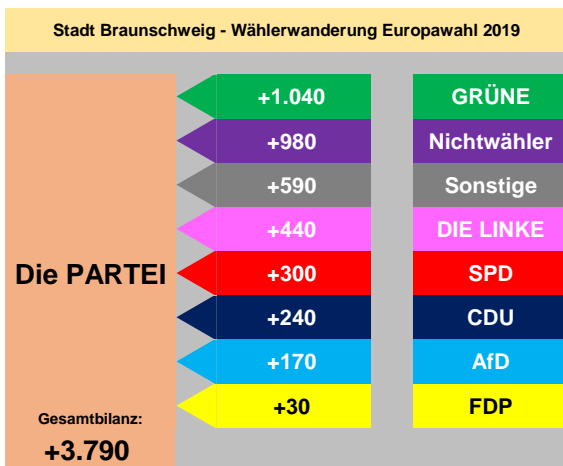 Stadt Braunschweig - Wählerwanderung Europawahl 2019
+1.040 GRÜNE
+980 Nichtwähler
+590 Sonstige
+440 DIE LINKE
Die PARTEI +300 SPD
+240 CDU
+170 AfD
+30 FDP
Gesamtbilanz:
+3.790